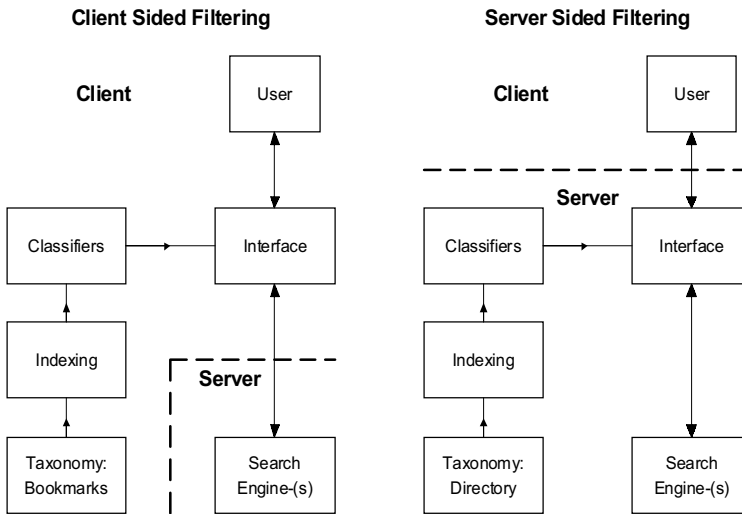 Client Sided Filtering
Client
User
Classifiers
Interface
Indexing
Server
Taxonomy:
Bookmarks
Search
Engine-(s)
Server Sided Filtering
Client
User
Server
Classifiers
Interface
Indexing
Taxonomy:
Directory
Search
Engine-(s)